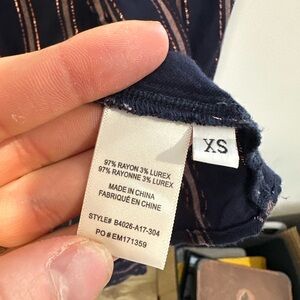 97% RAYON 3% LUREX
97% RAYONNE 3% LUREX
MADE IN CHINA
FABRIQUÉ EN CHINE
STYLE# B4026-A17-304
PO # EM171359
XS